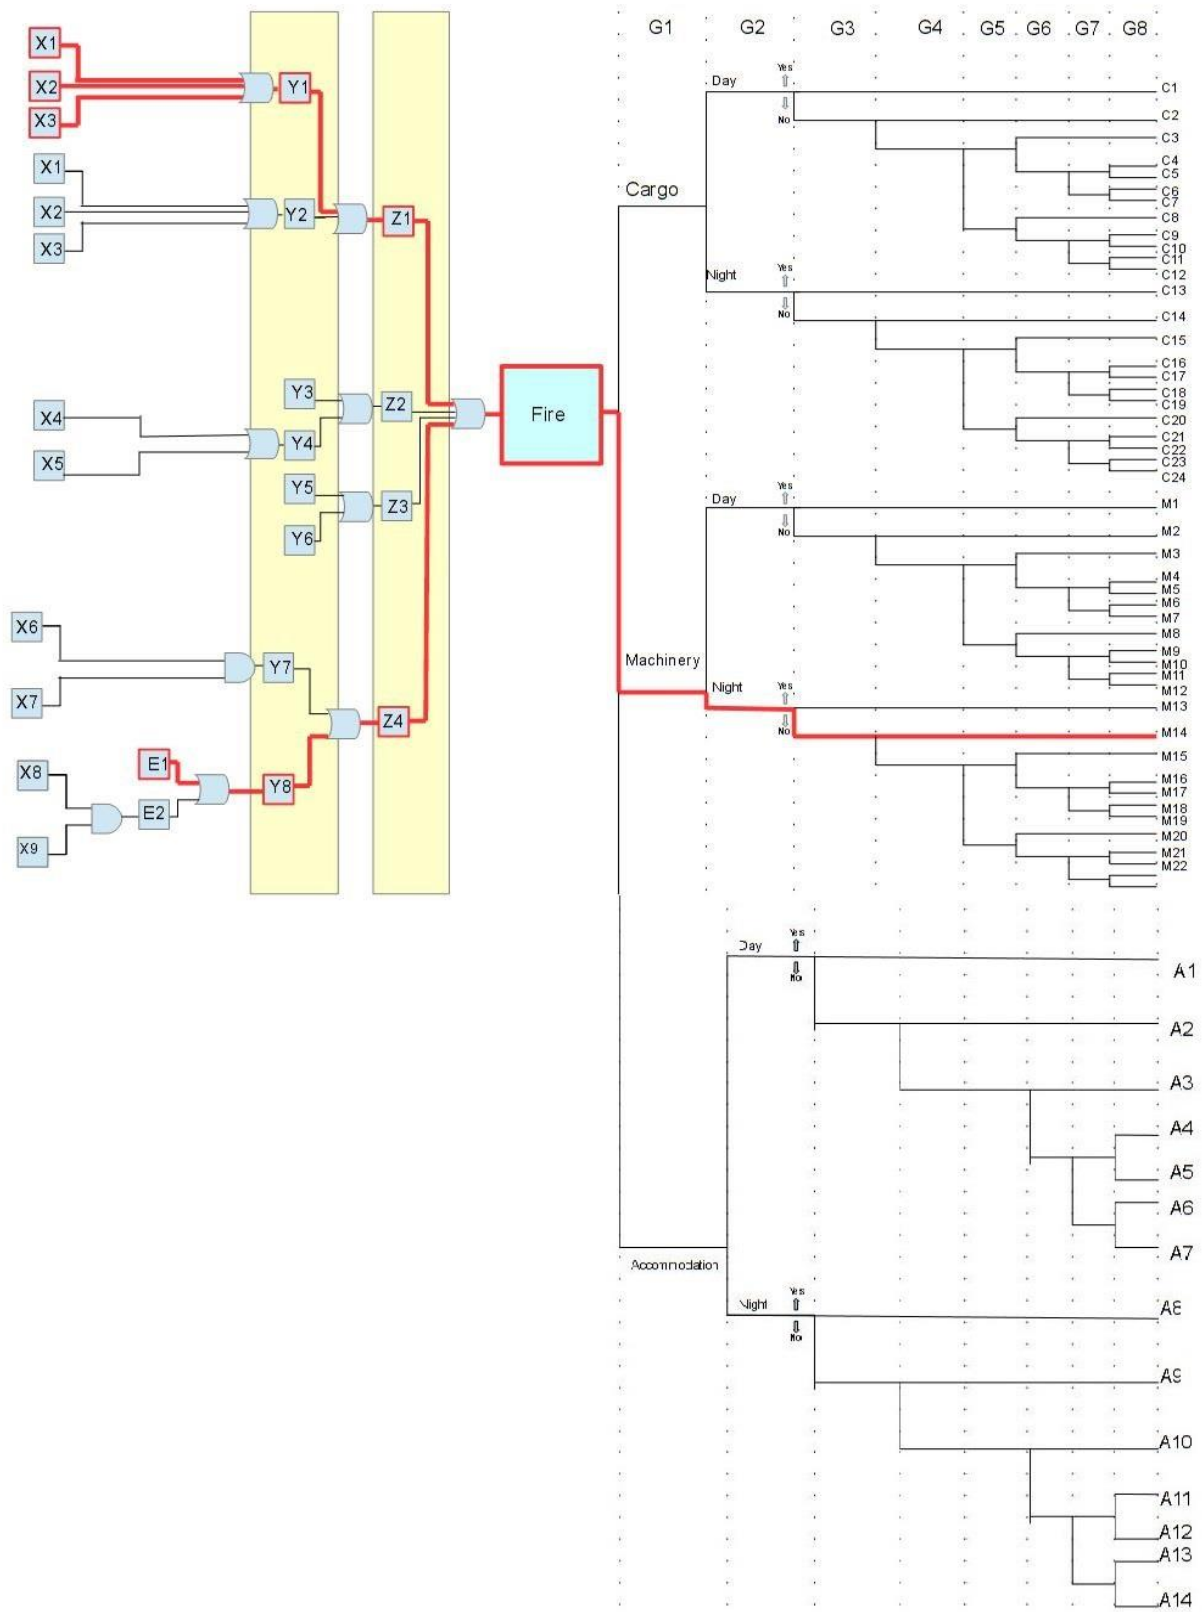 G1 G2 G3 G4 G5 G6 G7 G8
X1
X2
X3
Y1
X1
X2
X3
Y2
Z1
Y3
Z2
X4
Y4
X5
Y5
Z3
Y6
X6
Y7
X7
Z4
E1
X8
Y8
E2
X9
Fire
Cargo
Day
Yes
No
C1
C2
C3
C4
C5
C6
C7
C8
C9
C10
C11
C12
Night
Yes
No
C13
C14
C15
C16
C17
C18
C19
C20
C21
C22
C23
C24
Machinery
Day
Yes
No
M1
M2
M3
M4
M5
M6
M7
M8
M9
M10
M11
M12
Night
Yes
No
M13
M14
M15
M16
M17
M18
M19
M20
M21
M22
Accommodation
Day
Yes
No
A1
A2
A3
A4
A5
A6
A7
Night
Yes
No
A8
A9
A10
A11
A12
A13
A14